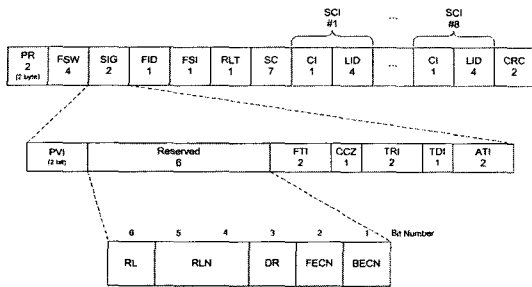 SCI
#1
...
SCI
#8
PR
2
(2 byte)
FSW
4
SIG
2
FID
1
FSI
1
RLT
1
SC
7
CI
1
LID
4
...
CI
1
LID
4
CRC
2
PVI
(2 bit)
Reserved
6
FTI
2
CCZ
1
TRI
2
TDI
1
ATI
2
6 5 4 3 2 1 Bit Number
RL RLN DR FECN BECN